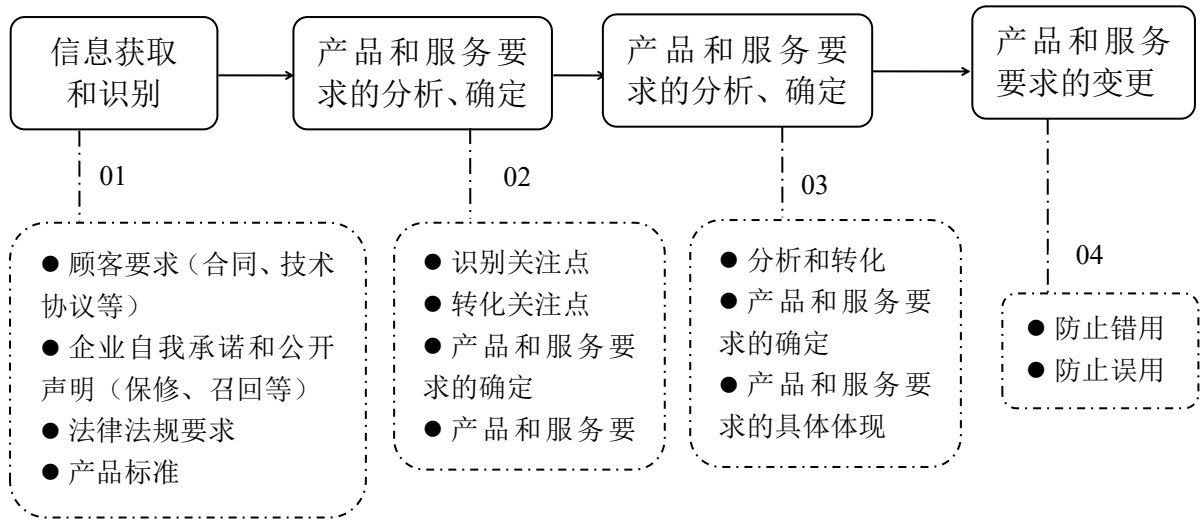 信息获取
和识别
产品和服务要
求的分析、确定
产品和服务要
求的分析、确定
产品和服务
要求的变更
01
02
03
04
● 顾客要求（合同、技术
协议等）
● 企业自我承诺和公开
声明（保修、召回等）
● 法律法规要求
● 产品标准
● 识别关注点
● 转化关注点
● 产品和服务要
求的确定
● 产品和服务要
● 分析和转化
● 产品和服务要
求的确定
● 产品和服务要
求的具体体现
● 防止错用
● 防止误用